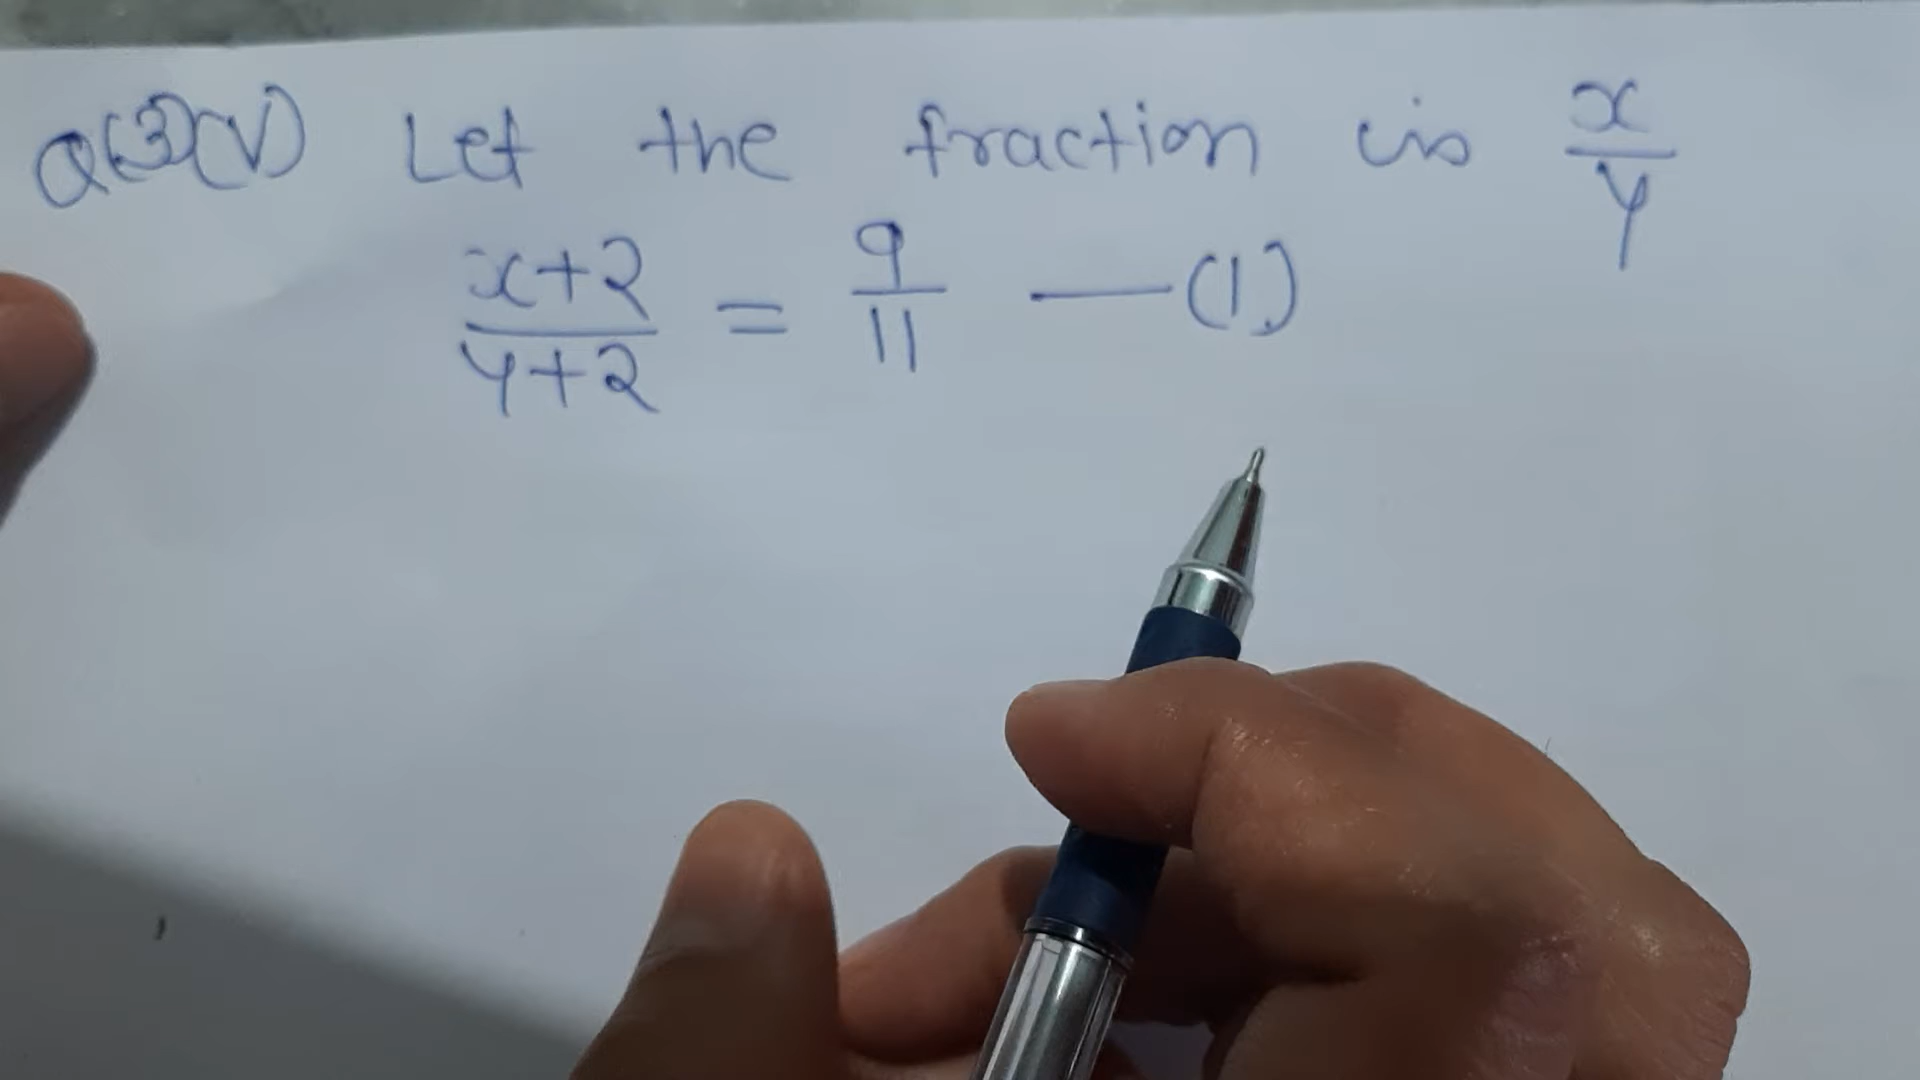 Q(3)(V) Let the fraction is x/y
x+2/y+2 = 9/11 —(1)